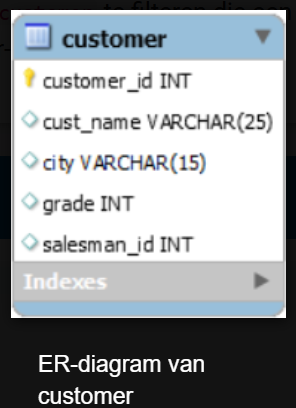 customer
customer_id INT
cust_name VARCHAR(25)
city VARCHAR(15)
grade INT
salesman_id INT
Indexes
ER-diagram van
customer